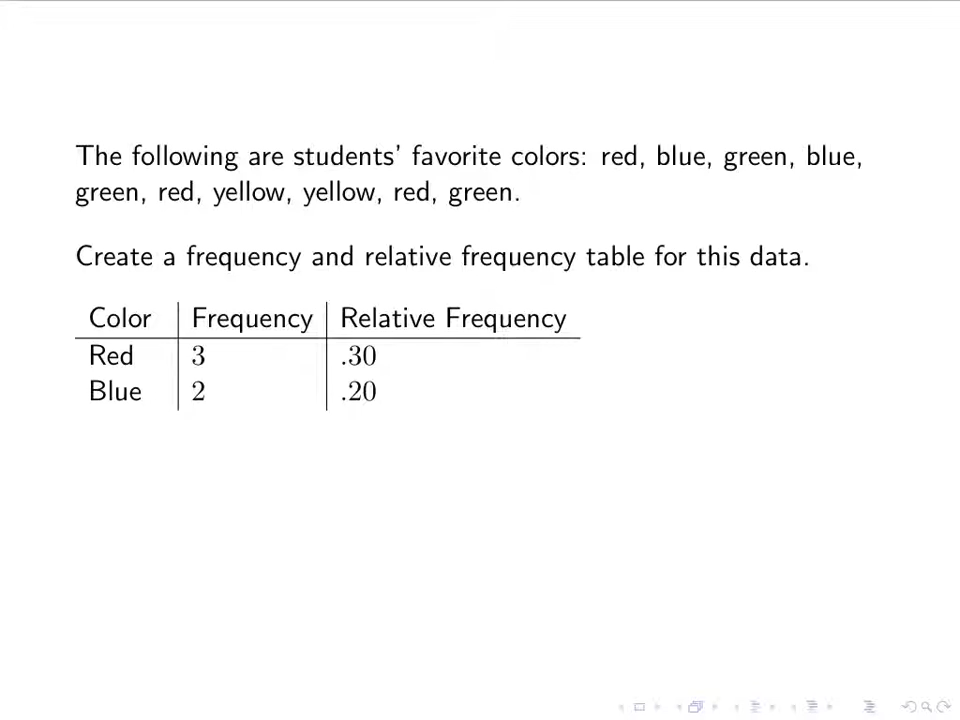 The following are students' favorite colors: red, blue, green, blue,
green, red, yellow, yellow, red, green.
Create a frequency and relative frequency table for this data.
Color Frequency Relative Frequency
Red 3 .30
Blue 2 .20